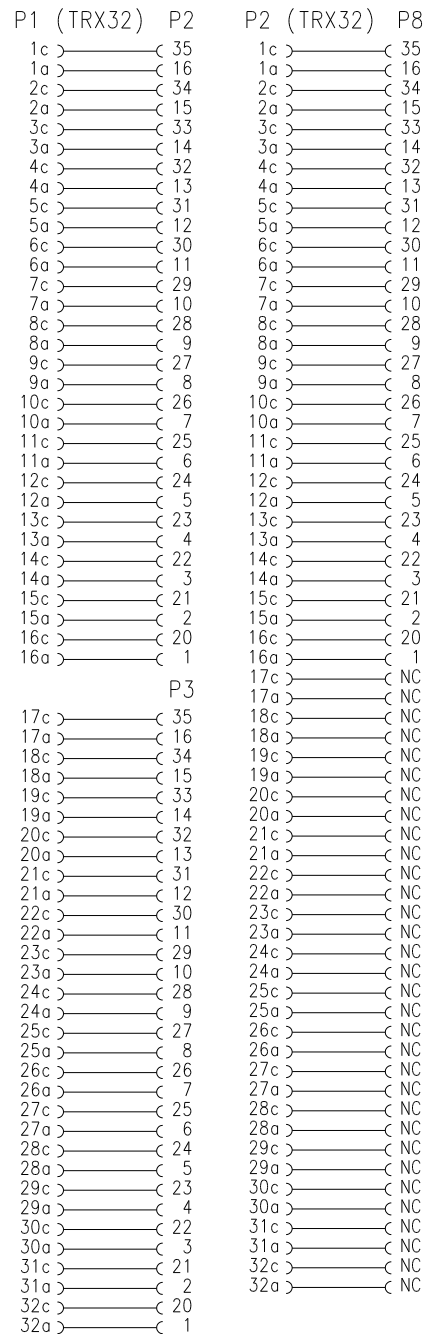 P1 (TRX32) P2
1c 35
1a 16
2c 34
2a 15
3c 33
3a 14
4c 32
4a 13
5c 31
5a 12
6c 30
6a 11
7c 29
7a 10
8c 28
8a 9
9c 27
9a 8
10c 26
10a 7
11c 25
11a 6
12c 24
12a 5
13c 23
13a 4
14c 22
14a 3
15c 21
15a 2
16c 20
16a 1
P3
17c 35
17a 16
18c 34
18a 15
19c 33
19a 14
20c 32
20a 13
21c 31
21a 12
22c 30
22a 11
23c 29
23a 10
24c 28
24a 9
25c 27
25a 8
26c 26
26a 7
27c 25
27a 6
28c 24
28a 5
29c 23
29a 4
30c 22
30a 3
31c 21
31a 2
32c 20
32a 1
P2 (TRX32) P8
1c 35
1a 16
2c 34
2a 15
3c 33
3a 14
4c 32
4a 13
5c 31
5a 12
6c 30
6a 11
7c 29
7a 10
8c 28
8a 9
9c 27
9a 8
10c 26
10a 7
11c 25
11a 6
12c 24
12a 5
13c 23
13a 4
14c 22
14a 3
15c 21
15a 2
16c 20
16a 1
17c NC
17a NC
18c NC
18a NC
19c NC
19a NC
20c NC
20a NC
21c NC
21a NC
22c NC
22a NC
23c NC
23a NC
24c NC
24a NC
25c NC
25a NC
26c NC
26a NC
27c NC
27a NC
28c NC
28a NC
29c NC
29a NC
30c NC
30a NC
31c NC
31a NC
32c NC
32a NC